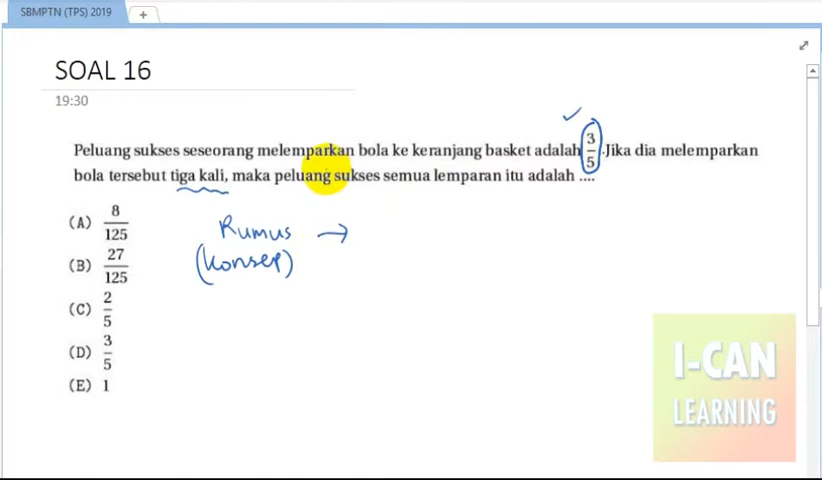 SBMPTN (TPS) 2019
+
SOAL 16
19:30
Peluang sukses seseorang melemparkan bola ke keranjang basket adalah 3/5. Jika dia melemparkan
bola tersebut tiga kali, maka peluang sukses semua lemparan itu adalah ....
(A) 8/125
(B) 27/125
(C) 2/5
(D) 3/5
(E) 1
Rumus →
(Konsep)
I-CAN
LEARNING